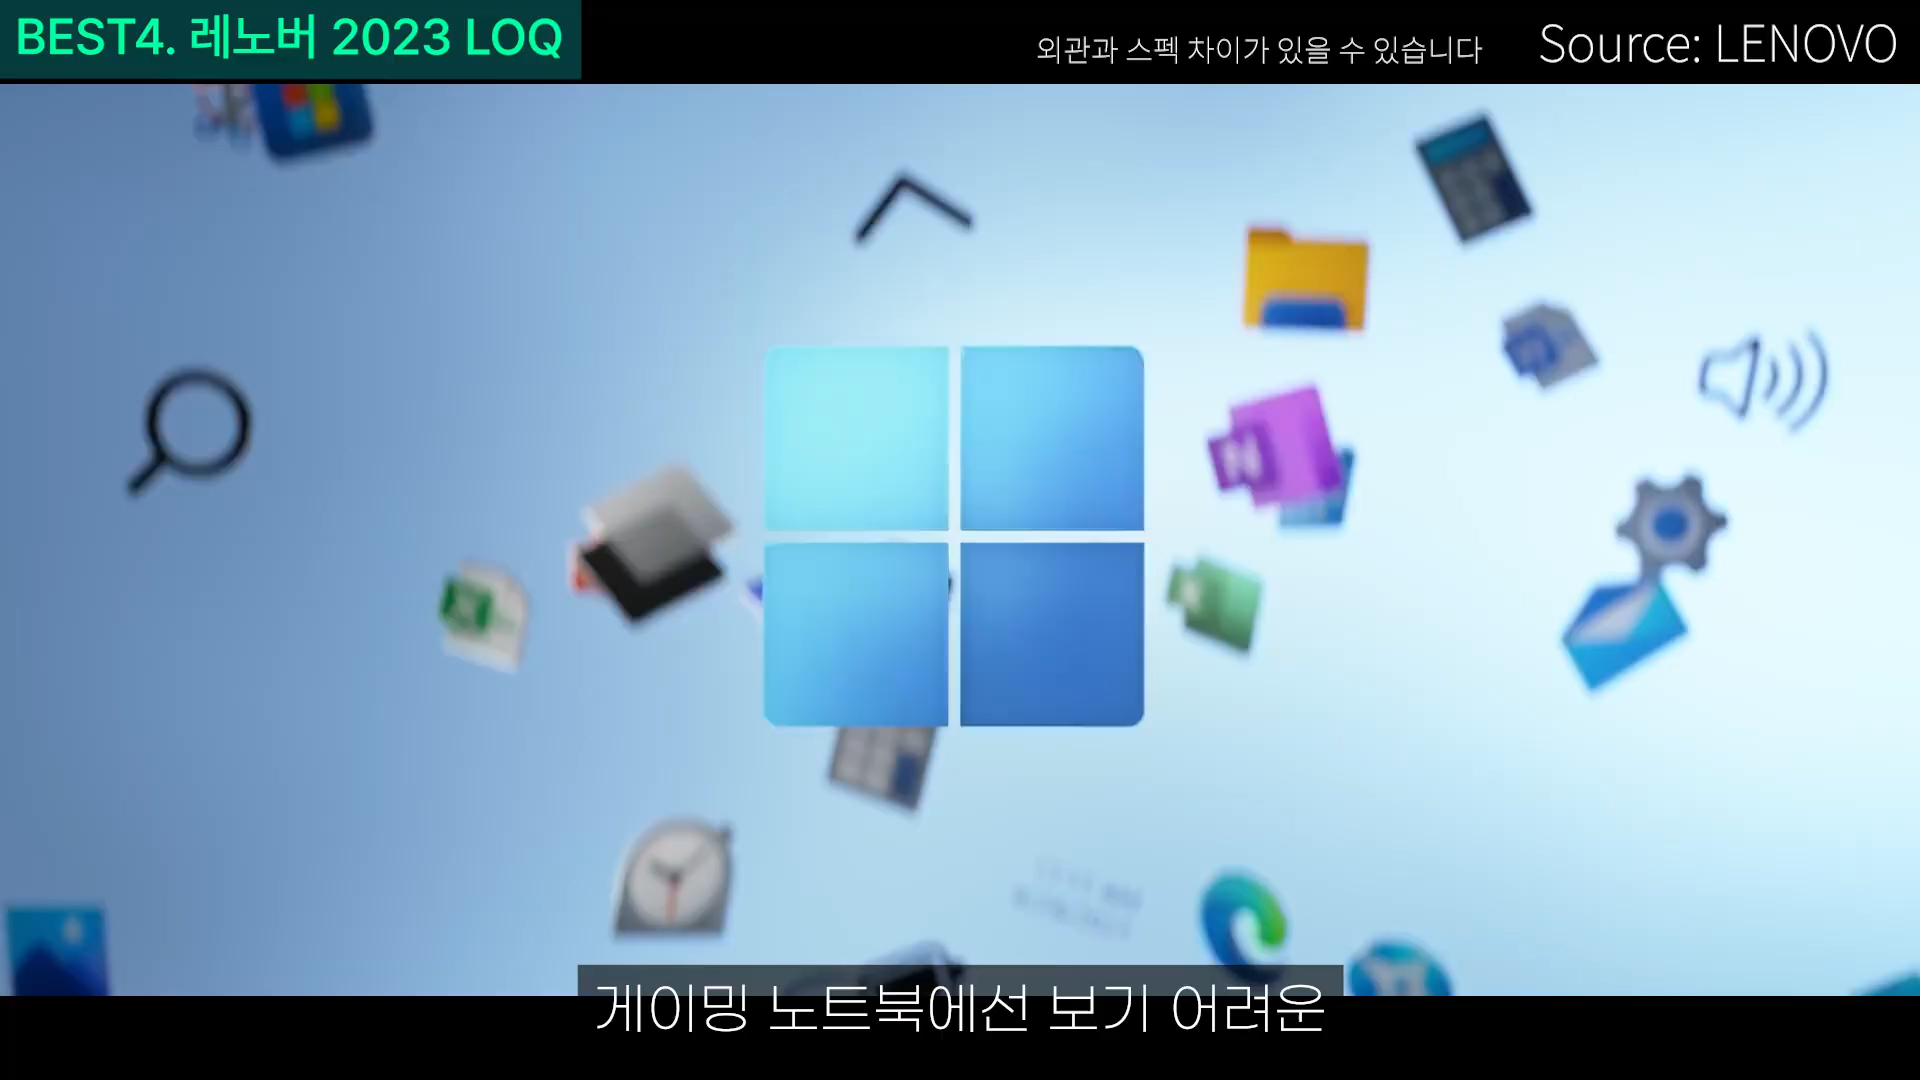 BEST4. 레노버 2023 LOQ
외관과 스펙 차이가 있을 수 있습니다
Source: LENOVO
게이밍 노트북에선 보기 어려운